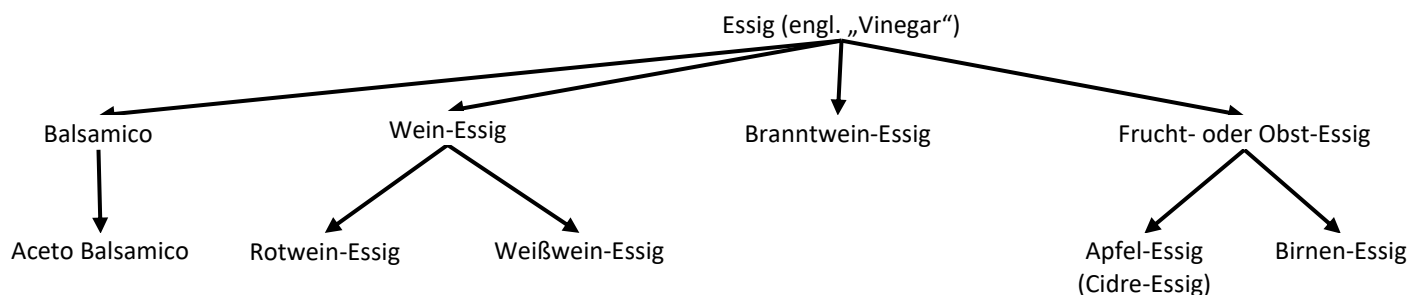 Essig (engl. „Vinegar“)
Balsamico
Wein-Essig
Branntwein-Essig
Frucht- oder Obst-Essig
Aceto Balsamico
Rotwein-Essig
Weißwein-Essig
Apfel-Essig
(Cidre-Essig)
Birnen-Essig